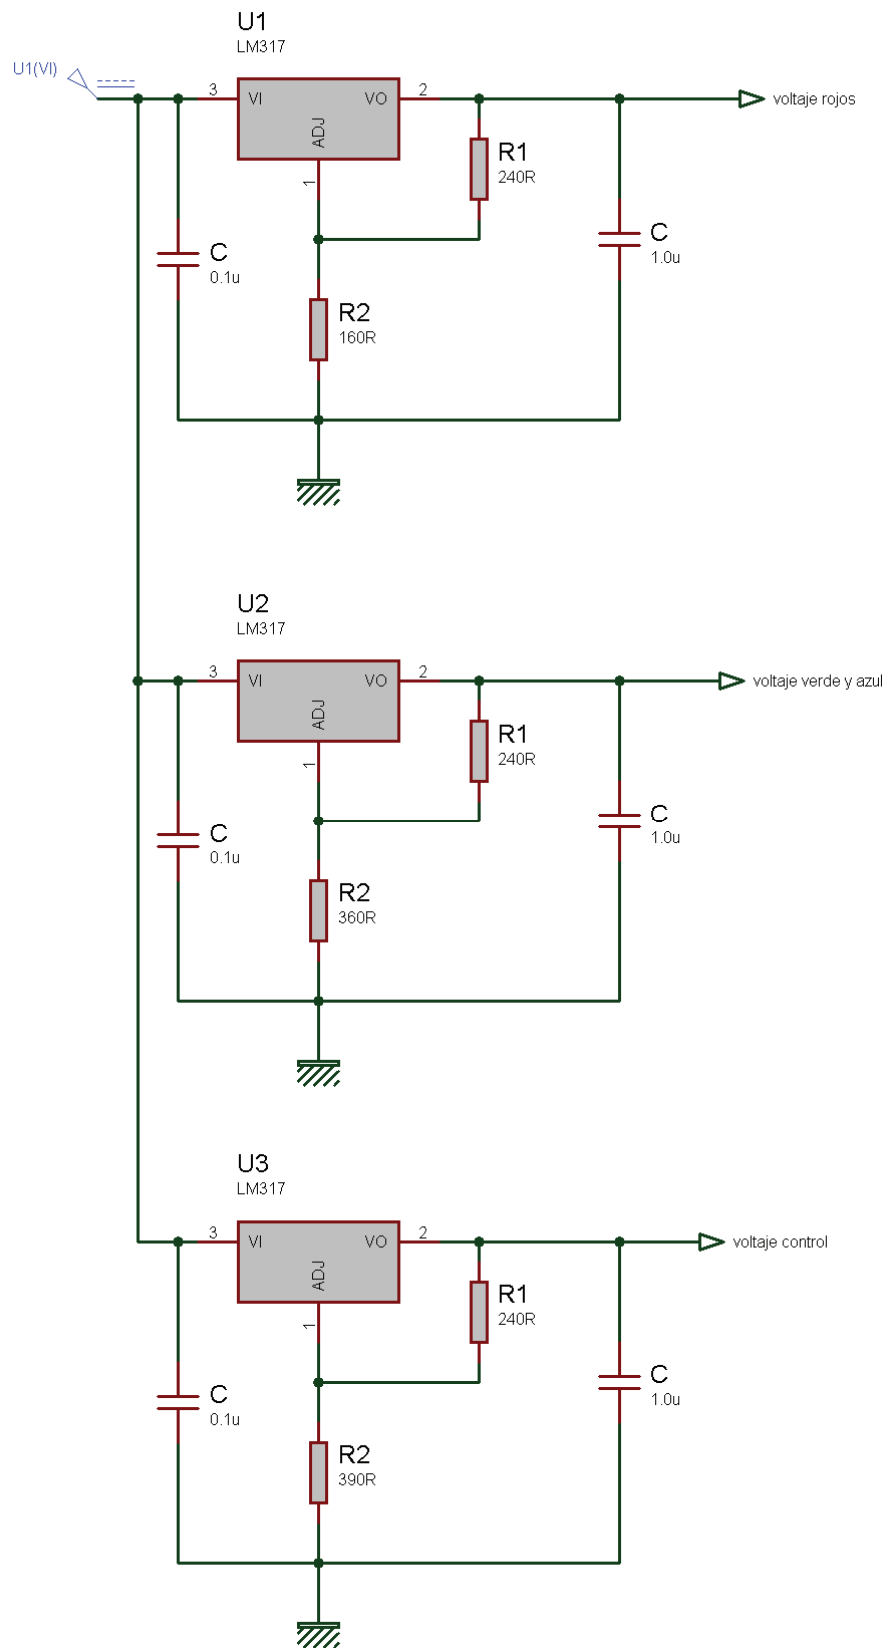 U1
LM317
U1(VI)
3
VI
VO
2
ADJ
1
voltaje rojos
R1
240R
C
0.1u
C
1.0u
R2
160R
U2
LM317
3
VI
VO
2
ADJ
1
voltaje verde y azul
R1
240R
C
0.1u
C
1.0u
R2
360R
U3
LM317
3
VI
VO
2
ADJ
1
voltaje control
R1
240R
C
0.1u
C
1.0u
R2
390R